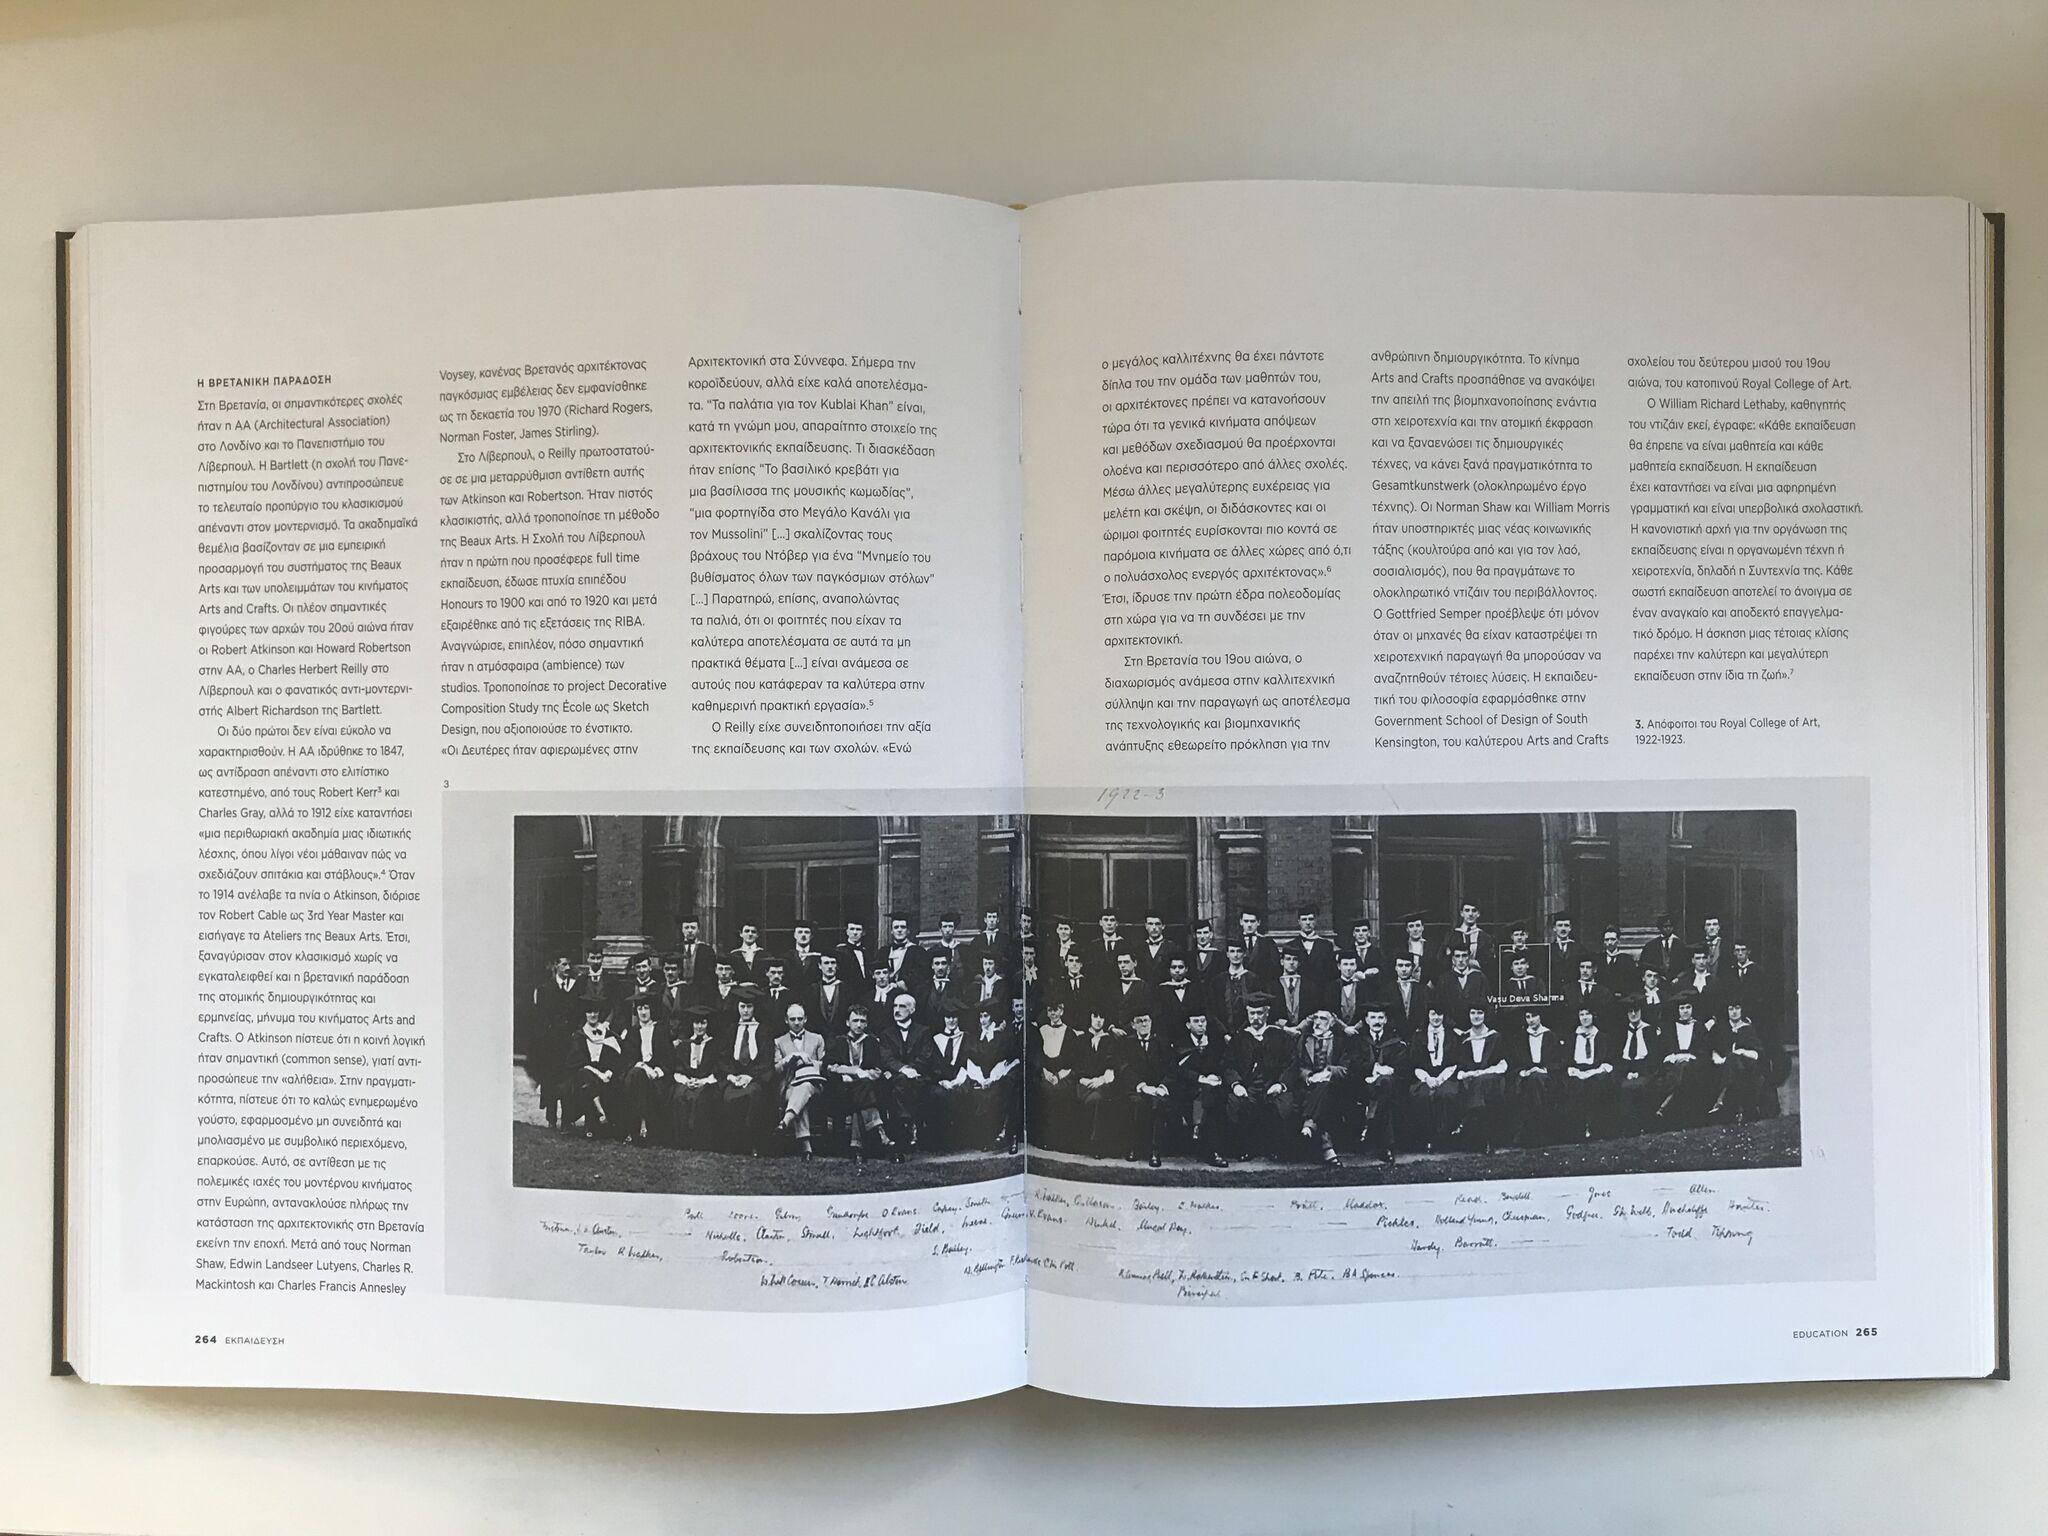 Η ΒΡΕΤΑΝΙΚΗ ΠΑΡΑΔΟΣΗ
Στη Βρετανία, οι σημαντικότερες σχολές
ήταν η AA (Architectural Association)
στο Λονδίνο και το Πανεπιστήμιο του
Λίβερπουλ. Η Bartlett (η σχολή του Πανε-
πιστημίου του Λονδίνου) αντιπροσώπευε
το τελευταίο προπύργιο του κλασικισμού
απέναντι στον μοντερνισμό. Τα ακαδημαϊκά
θεμέλια βασίζονταν σε μια εμπειρική
προσαρμογή του συστήματος της Beaux
Arts και των υπολειμμάτων του κινήματος
Arts and Crafts. Οι πλέον σημαντικές
φιγούρες των αρχών του 20ού αιώνα ήταν
οι Robert Atkinson και Howard Robertson
στην AA, ο Charles Herbert Reilly στο
Λίβερπουλ και ο φανατικός αντι-μοντερνι-
στής Albert Richardson της Bartlett.
Οι δύο πρώτοι δεν είναι εύκολο να
χαρακτηρισθούν. Η AA ιδρύθηκε το 1847,
ως αντίδραση απέναντι στο ελιτίστικο
κατεστημένο, από τους Robert Kerr³ και
Charles Gray, αλλά το 1912 είχε καταντήσει
«μια περιθωριακή ακαδημία μιας ιδιωτικής
λέσχης, όπου λίγοι νέοι μάθαιναν πώς να
σχεδιάζουν σπιτάκια και στάβλους».⁴ Όταν
το 1914 ανέλαβε τα ηνία ο Atkinson, διόρισε
τον Robert Cable ως 3rd Year Master και
εισήγαγε τα Ateliers της Beaux Arts. Έτσι,
ξαναγύρισαν στον κλασικισμό χωρίς να
εγκαταλειφθεί και η βρετανική παράδοση
της ατομικής δημιουργικότητας και
ερμηνείας, μήνυμα του κινήματος Arts and
Crafts. Ο Atkinson πίστευε ότι η κοινή λογική
ήταν σημαντική (common sense), γιατί αντι-
προσώπευε την «αλήθεια». Στην πραγματι-
κότητα, πίστευε ότι το καλώς ενημερωμένο
γούστο, εφαρμοσμένο μη συνειδητά και
μπολιασμένο με συμβολικό περιεχόμενο,
επαρκούσε. Αυτό, σε αντίθεση με τις
πολεμικές ιαχές του μοντέρνου κινήματος
στην Ευρώπη, αντανακλούσε πλήρως την
κατάσταση της αρχιτεκτονικής στη Βρετανία
εκείνη την εποχή. Μετά από τους Norman
Shaw, Edwin Landseer Lutyens, Charles R.
Mackintosh και Charles Francis Annesley
Voysey, κανένας Βρετανός αρχιτέκτονας
παγκόσμιας εμβέλειας δεν εμφανίσθηκε
ως τη δεκαετία του 1970 (Richard Rogers,
Norman Foster, James Stirling).
Στο Λίβερπουλ, ο Reilly πρωτοστατού-
σε σε μια μεταρρύθμιση αντίθετη αυτής
των Atkinson και Robertson. Ήταν πιστός
κλασικιστής, αλλά τροποποίησε τη μέθοδο
της Beaux Arts. Η Σχολή του Λίβερπουλ
ήταν η πρώτη που προσέφερε full time
εκπαίδευση, έδωσε πτυχία επιπέδου
Honours το 1900 και από το 1920 και μετά
εξαιρέθηκε από τις εξετάσεις της RIBA.
Αναγνώρισε, επιπλέον, πόσο σημαντική
ήταν η ατμόσφαιρα (ambience) των
studios. Τροποποίησε το project Decorative
Composition Study της École ως Sketch
Design, που αξιοποιούσε το ένστικτο.
«Οι Δευτέρες ήταν αφιερωμένες στην
Αρχιτεκτονική στα Σύννεφα. Σήμερα την
κοροϊδεύουν, αλλά είχε καλά αποτελέσμα-
τα. "Τα παλάτια για τον Kublai Khan" είναι,
κατά τη γνώμη μου, απαραίτητο στοιχείο της
αρχιτεκτονικής εκπαίδευσης. Τι διασκέδαση
ήταν επίσης "Το βασιλικό κρεβάτι για
μια βασίλισσα της μουσικής κωμωδίας",
"μια φορτηγίδα στο Μεγάλο Κανάλι για
τον Mussolini" [...] σκαλίζοντας τους
βράχους του Ντόβερ για ένα "Μνημείο του
βυθίσματος όλων των παγκόσμιων στόλων"
[...] Παρατηρώ, επίσης, αναπολώντας
τα παλιά, ότι οι φοιτητές που είχαν τα
καλύτερα αποτελέσματα σε αυτά τα μη
πρακτικά θέματα [...] είναι ανάμεσα σε
αυτούς που κατάφεραν τα καλύτερα στην
καθημερινή πρακτική εργασία».⁵
Ο Reilly είχε συνειδητοποιήσει την αξία
της εκπαίδευσης και των σχολών. «Ενώ
ο μεγάλος καλλιτέχνης θα έχει πάντοτε
δίπλα του την ομάδα των μαθητών του,
οι αρχιτέκτονες πρέπει να κατανοήσουν
τώρα ότι τα γενικά κινήματα απόψεων
και μεθόδων σχεδιασμού θα προέρχονται
ολοένα και περισσότερο από άλλες σχολές.
Μέσω άλλες μεγαλύτερης ευχέρειας για
μελέτη και σκέψη, οι διδάσκοντες και οι
ώριμοι φοιτητές ευρίσκονται πιο κοντά σε
παρόμοια κινήματα σε άλλες χώρες από ό,τι
ο πολυάσχολος ενεργός αρχιτέκτονας».⁶
Έτσι, ίδρυσε την πρώτη έδρα πολεοδομίας
στη χώρα για να τη συνδέσει με την
αρχιτεκτονική.
Στη Βρετανία του 19ου αιώνα, ο
διαχωρισμός ανάμεσα στην καλλιτεχνική
σύλληψη και την παραγωγή ως αποτέλεσμα
της τεχνολογικής και βιομηχανικής
ανάπτυξης εθεωρείτο πρόκληση για την
ανθρώπινη δημιουργικότητα. Το κίνημα
Arts and Crafts προσπάθησε να ανακόψει
την απειλή της βιομηχανοποίησης ενάντια
στη χειροτεχνία και την ατομική έκφραση
και να ξαναενώσει τις δημιουργικές
τέχνες, να κάνει ξανά πραγματικότητα το
Gesamtkunstwerk (ολοκληρωμένο έργο
τέχνης). Οι Norman Shaw και William Morris
ήταν υποστηρικτές μιας νέας κοινωνικής
τάξης (κουλτούρα από και για τον λαό,
σοσιαλισμός), που θα πραγμάτωνε το
ολοκληρωτικό ντιζάιν του περιβάλλοντος.
Ο Gottfried Semper προέβλεψε ότι μόνον
όταν οι μηχανές θα είχαν καταστρέψει τη
χειροτεχνική παραγωγή θα μπορούσαν να
αναζητηθούν τέτοιες λύσεις. Η εκπαιδευ-
τική του φιλοσοφία εφαρμόσθηκε στην
Government School of Design of South
Kensington, του καλύτερου Arts and Crafts
σχολείου του δεύτερου μισού του 19ου
αιώνα, του κατοπινού Royal College of Art.
Ο William Richard Lethaby, καθηγητής
του ντιζάιν εκεί, έγραφε: «Κάθε εκπαίδευση
θα έπρεπε να είναι μαθητεία και κάθε
μαθητεία εκπαίδευση. Η εκπαίδευση
έχει καταντήσει να είναι μια αφηρημένη
γραμματική και είναι υπερβολικά σχολαστική.
Η κανονιστική αρχή για την οργάνωση της
εκπαίδευσης είναι η οργανωμένη τέχνη ή
χειροτεχνία, δηλαδή η Συντεχνία της. Κάθε
σωστή εκπαίδευση αποτελεί το άνοιγμα σε
έναν αναγκαίο και αποδεκτό επαγγελμα-
τικό δρόμο. Η άσκηση μιας τέτοιας κλίσης
παρέχει την καλύτερη και μεγαλύτερη
εκπαίδευση στην ίδια τη ζωή».⁷
3. Απόφοιτοι του Royal College of Art,
1922-1923.
3
1922-3
Vasu Deva Sharma
Gibson Gundorfe D Evans Smith Bailey Pratt Maddox Read Jones Allen
Nicholls, Clayton, Small, Lightfoot, Field, Evans. Pickles, Holland Young, Chessman, Hunter.
Taylor R. Walker, Robertson S. Bailey. Hardy. Barratt. Todd
B. Pite.
Principal
264 ΕΚΠΑΙΔΕΥΣΗ
EDUCATION 265